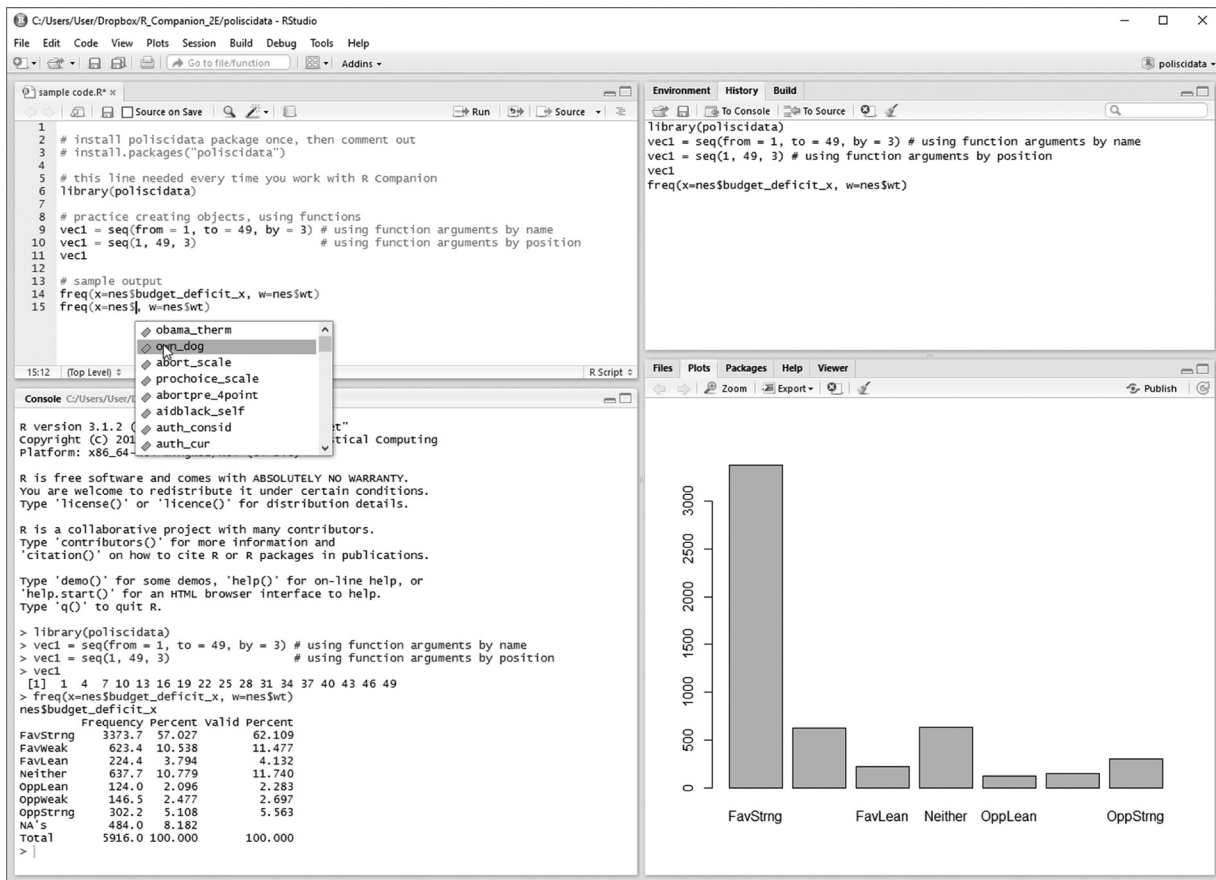 C:/Users/User/Dropbox/R_Companion_2E/poliscidata - RStudio
File Edit Code View Plots Session Build Debug Tools Help
Go to file/function Addins
poliscidata
sample code.R*
Source on Save Run Source
1
2 # install poliscidata package once, then comment out
3 # install.packages("poliscidata")
4
5 # this line needed every time you work with R Companion
6 library(poliscidata)
7
8 # practice creating objects, using functions
9 vec1 = seq(from = 1, to = 49, by = 3) # using function arguments by name
10 vec1 = seq(1, 49, 3) # using function arguments by position
11 vec1
12
13 # sample output
14 freq(x=nes$budget_deficit_x, w=nes$wt)
15 freq(x=nes$, w=nes$wt)
obama_therm
own_dog
abort_scale
prochoice_scale
abortpre_4point
aidblack_self
auth_consid
auth_cur
15:12 (Top Level) R Script
Console C:/Users/User/
R version 3.1.2 ( et"
Copyright (C) 201 tical Computing
Platform: x86_64-
R is free software and comes with ABSOLUTELY NO WARRANTY.
You are welcome to redistribute it under certain conditions.
Type 'license()' or 'licence()' for distribution details.
R is a collaborative project with many contributors.
Type 'contributors()' for more information and
'citation()' on how to cite R or R packages in publications.
Type 'demo()' for some demos, 'help()' for on-line help, or
'help.start()' for an HTML browser interface to help.
Type 'q()' to quit R.
> library(poliscidata)
> vec1 = seq(from = 1, to = 49, by = 3) # using function arguments by name
> vec1 = seq(1, 49, 3) # using function arguments by position
> vec1
[1] 1 4 7 10 13 16 19 22 25 28 31 34 37 40 43 46 49
> freq(x=nes$budget_deficit_x, w=nes$wt)
nes$budget_deficit_x
Frequency Percent Valid Percent
FavStrng 3373.7 57.027 62.109
FavWeak 623.4 10.538 11.477
FavLean 224.4 3.794 4.132
Neither 637.7 10.779 11.740
OppLean 124.0 2.096 2.283
OppWeak 146.5 2.477 2.697
OppStrng 302.2 5.108 5.563
NA's 484.0 8.182
Total 5916.0 100.000 100.000
>
Environment History Build
To Console To Source
library(poliscidata)
vec1 = seq(from = 1, to = 49, by = 3) # using function arguments by name
vec1 = seq(1, 49, 3) # using function arguments by position
vec1
freq(x=nes$budget_deficit_x, w=nes$wt)
Files Plots Packages Help Viewer
Zoom Export Publish
3000
2500
2000
1500
1000
500
0
FavStrng FavLean Neither OppLean OppStrng